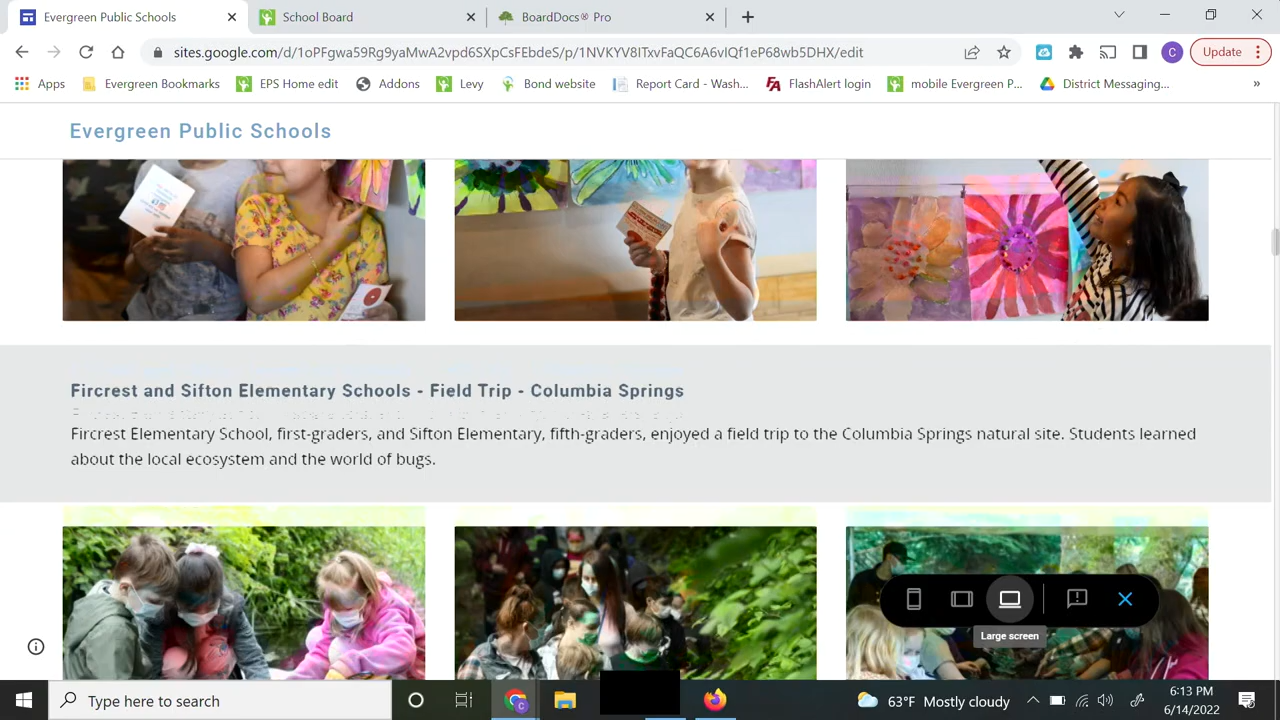 Evergreen Public Schools
School Board
BoardDocs® Pro
sites.google.com/d/1oPFgwa59Rg9yaMwA2vpd6SXpCsFEbdeS/p/1NVKYV8ITxvFaQC6A6vIQf1eP68wb5DHX/edit
C
Update
Apps
Evergreen Bookmarks
EPS Home edit
Addons
Levy
Bond website
Report Card - Wash...
FlashAlert login
mobile Evergreen P...
District Messaging...
»
Evergreen Public Schools
Fircrest and Sifton Elementary Schools - Field Trip - Columbia Springs
Fircrest Elementary School, first-graders, and Sifton Elementary, fifth-graders, enjoyed a field trip to the Columbia Springs natural site. Students learned
about the local ecosystem and the world of bugs.
Large screen
Type here to search
63°F Mostly cloudy
6:13 PM
6/14/2022